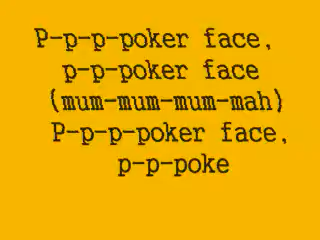 P-p-p-poker face,
p-p-poker face
(mum-mum-mum-mah)
P-p-p-poker face,
p-p-poke